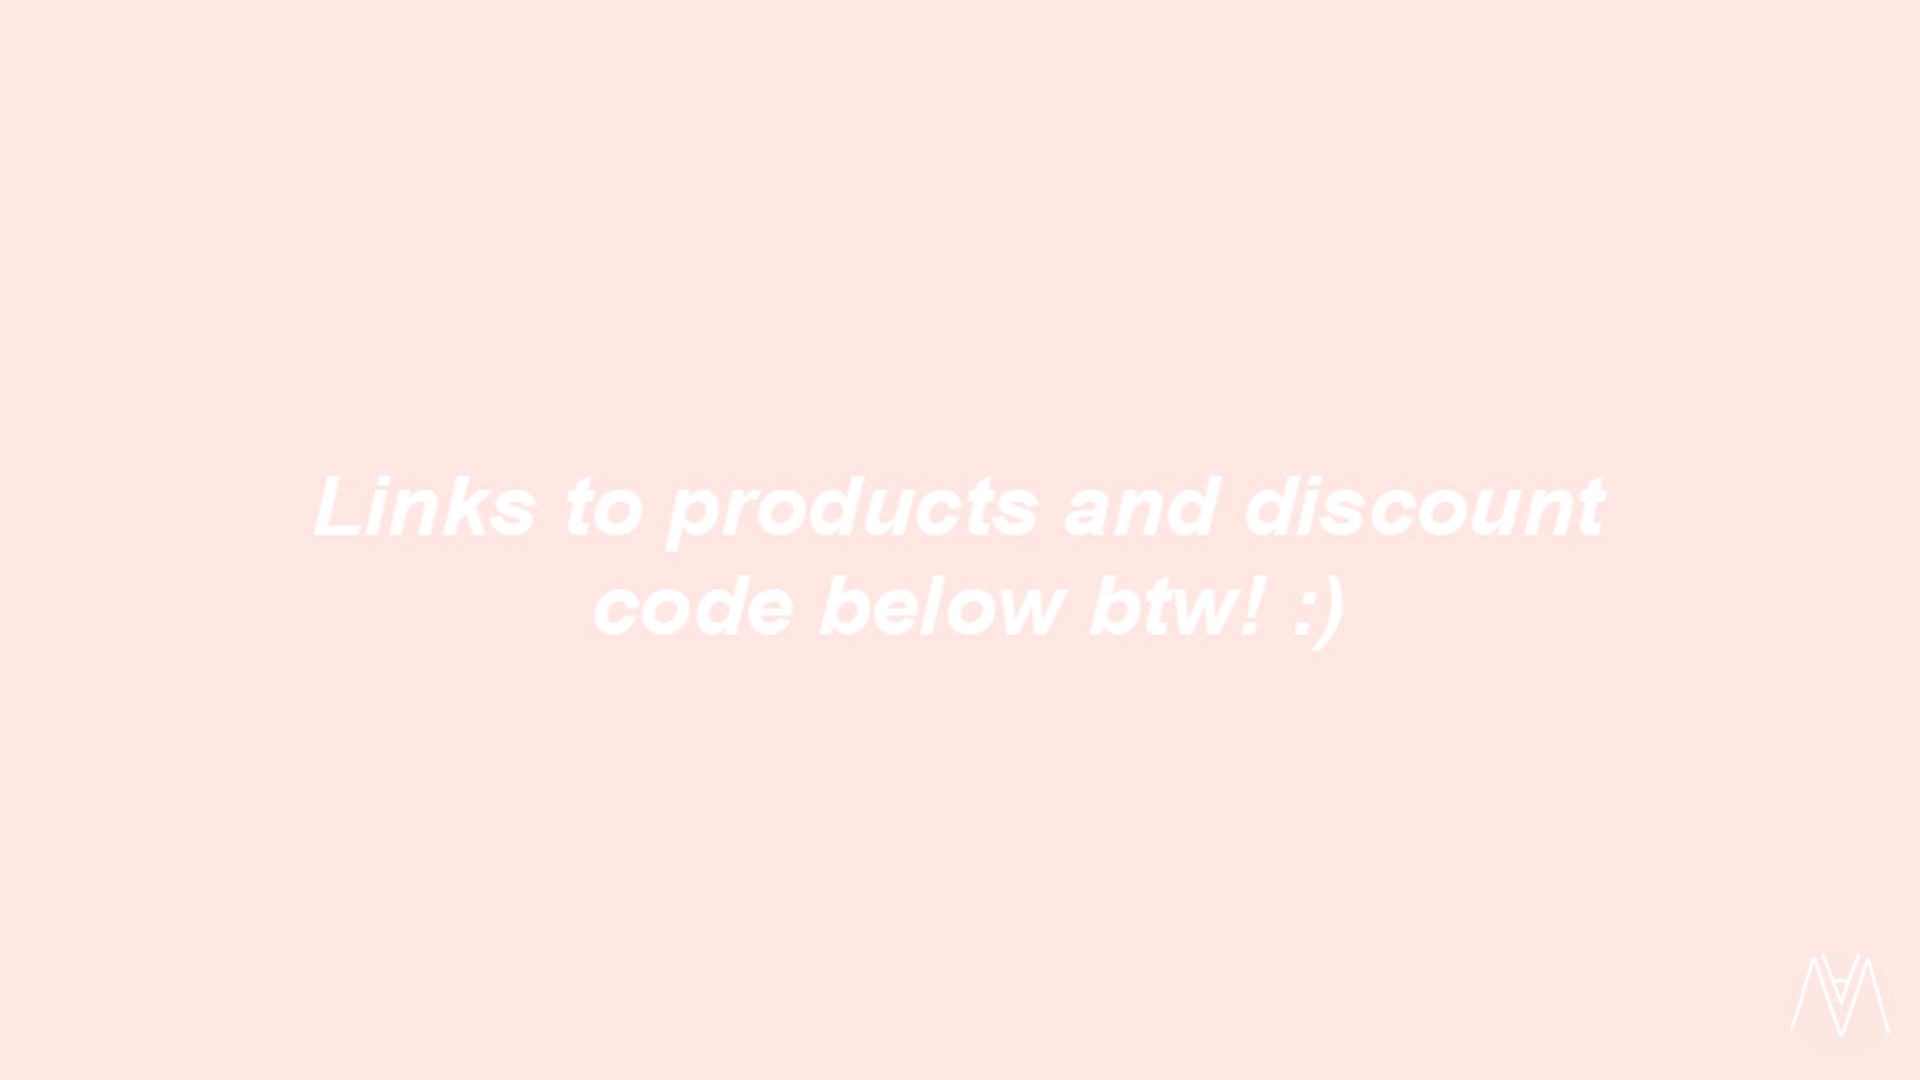 Links to products and discount
code below btw! :)